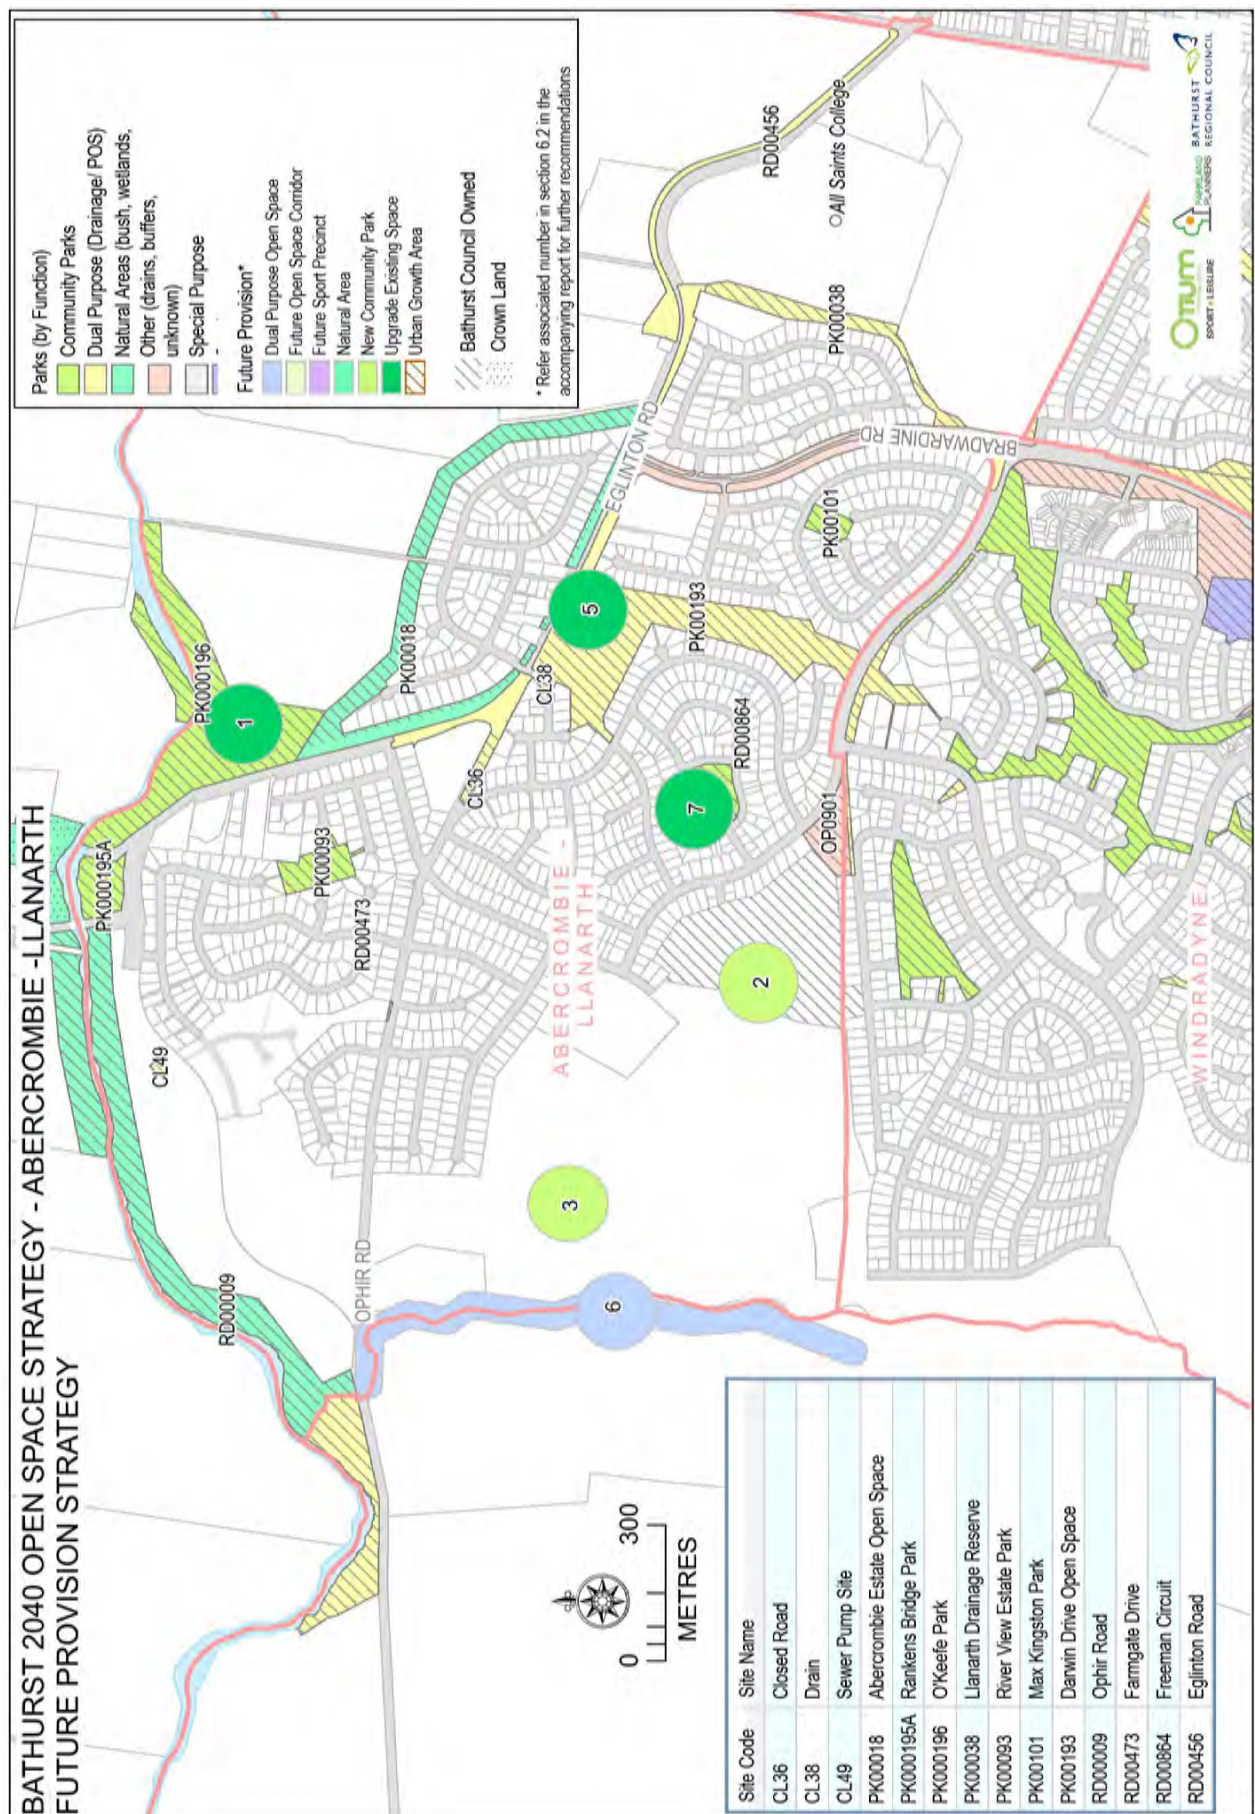 BATHURST 2040 OPEN SPACE STRATEGY - ABERCROMBIE -LLANARTH
FUTURE PROVISION STRATEGY
Parks (by Function)
Community Parks
Dual Purpose (Drainage/ POS)
Natural Areas (bush, wetlands,
Other (drains, buffers,
unknown)
Special Purpose
Future Provision*
Dual Purpose Open Space
Future Open Space Corridor
Future Sport Precinct
Natural Area
New Community Park
Upgrade Existing Space
Urban Growth Area
Bathurst Council Owned
Crown Land
* Refer associated number in section 6.2 in the
accompanying report for further recommendations
PK000195A
PK000196
1
CL49
PK00093
RD00473
PK00018
RD00009
OPHIR RD
CL36
CL38
5
EGLINTON RD
RD00456
All Saints College
ABERCROMBIE -
LLANARTH
3
6
2
7
RD00864
PK00193
PK00101
PK00038
BRADWARDINE RD
OP0901
WINDRADYNE/
0 300
METRES
Site Code Site Name
CL36 Closed Road
CL38 Drain
CL49 Sewer Pump Site
PK00018 Abercrombie Estate Open Space
PK000195A Rankens Bridge Park
PK000196 O'Keefe Park
PK00038 Llanarth Drainage Reserve
PK00093 River View Estate Park
PK00101 Max Kingston Park
PK00193 Darwin Drive Open Space
RD00009 Ophir Road
RD00473 Farmgate Drive
RD00864 Freeman Circuit
RD00456 Eglinton Road
OTIUM
SPORT + LEISURE
PARKLAND
PLANNERS
BATHURST
REGIONAL COUNCIL